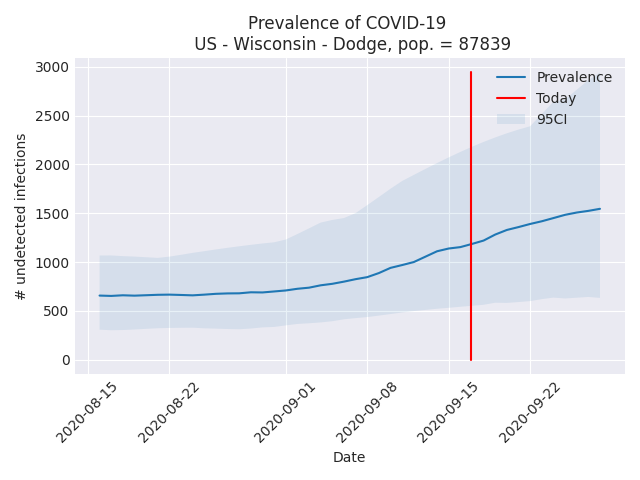 Prevalence of COVID-19
US - Wisconsin - Dodge, pop. = 87839
3000
2500
2000
1500
1000
500
0
# undetected infections
Prevalence
Today
95CI
2020-08-15
2020-08-22
2020-09-01
2020-09-08
2020-09-15
2020-09-22
Date